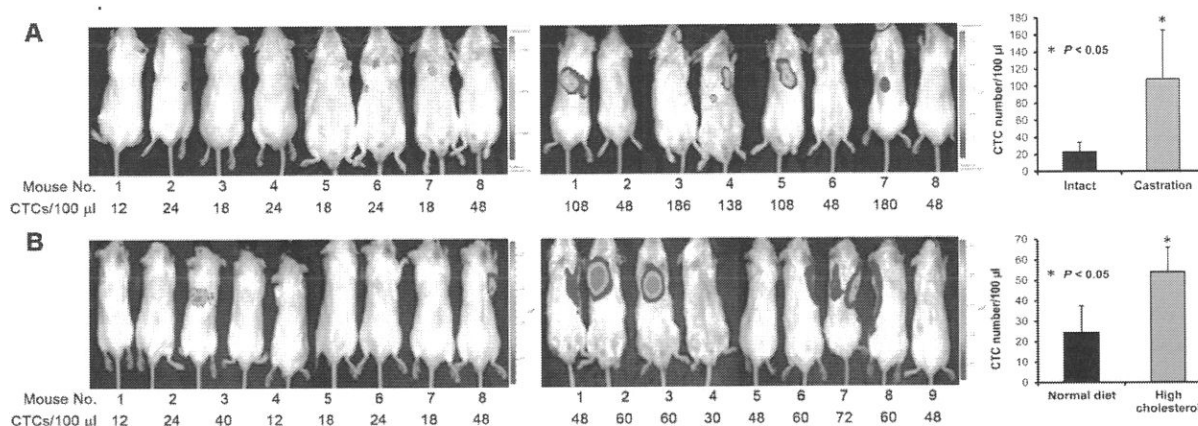 A
Mouse No. 1 2 3 4 5 6 7 8
CTCs/100 µl 12 24 18 24 18 24 18 48
1 2 3 4 5 6 7 8
108 48 186 138 108 48 180 48
CTC number/100 µl
180
160
140
120
100
80
60
40
20
0
* P < 0.05
*
Intact Castration
B
Mouse No. 1 2 3 4 5 6 7 8
CTCs/100 µl 12 24 40 12 18 24 18 48
1 2 3 4 5 6 7 8 9
48 60 60 30 48 60 72 60 48
CTC number/100 µl
70
60
50
40
30
20
10
0
* P < 0.05
*
Normal diet High
cholesterol